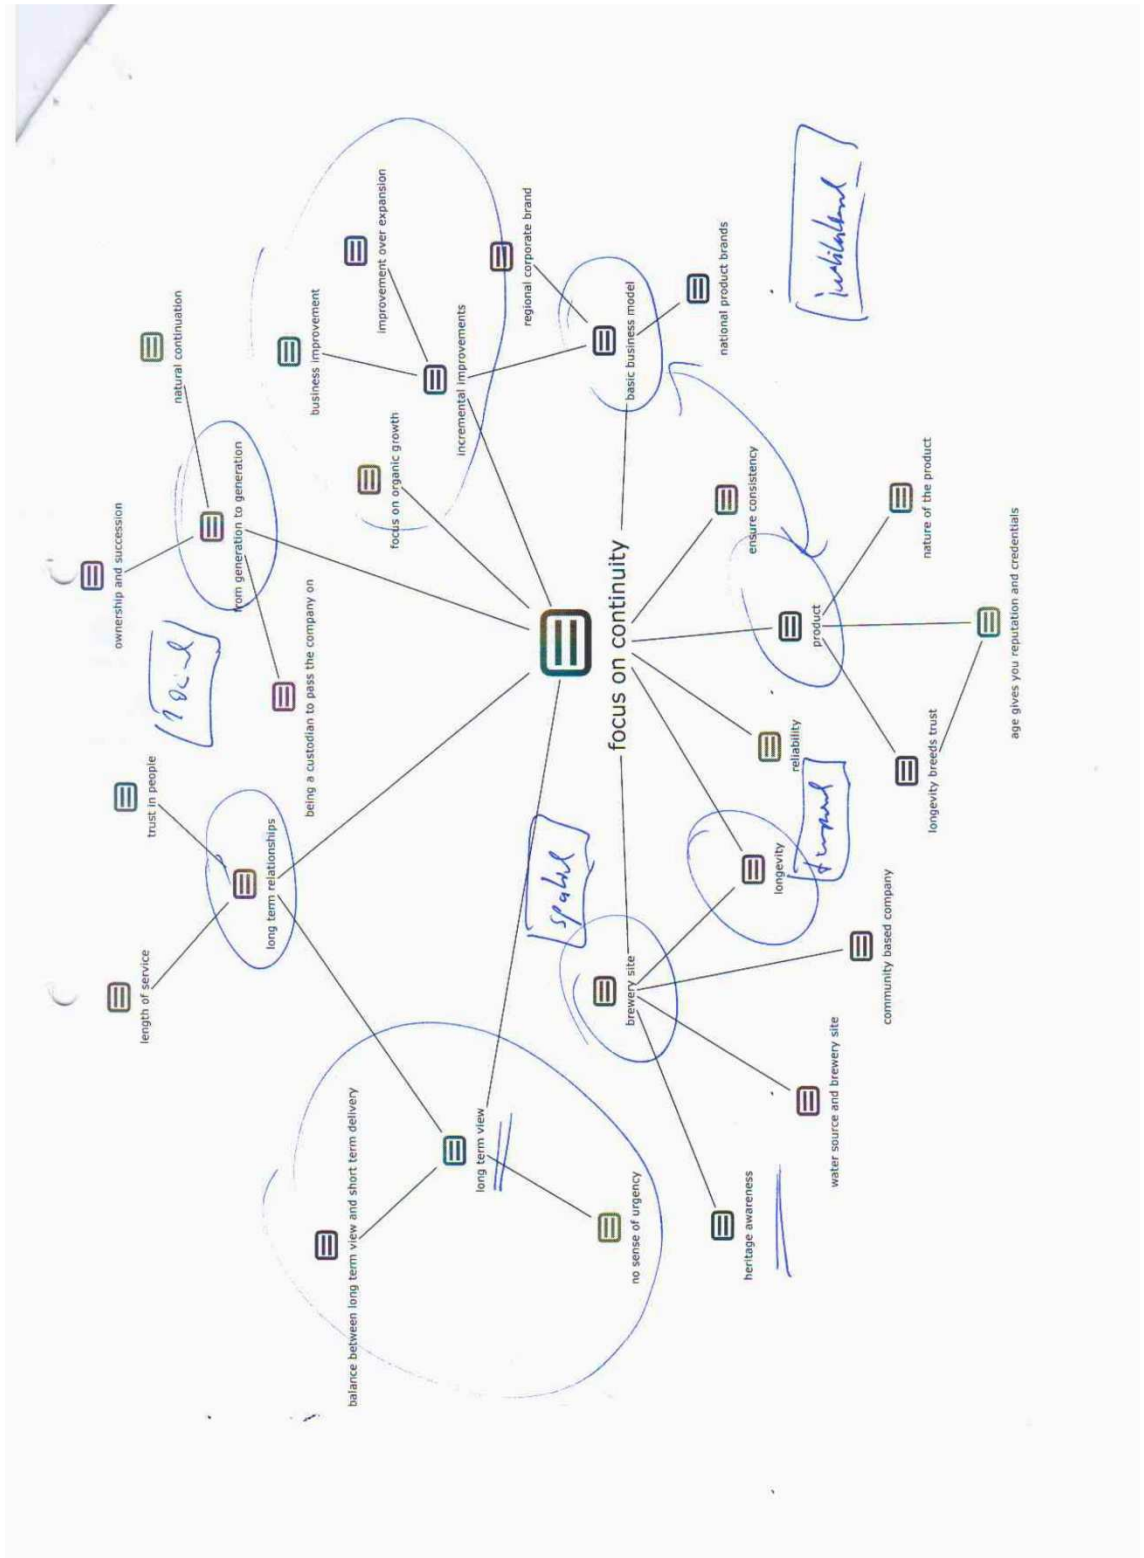 balance between long term view and short term delivery
long term view
no sense of urgency
heritage awareness
water source and brewery site
community based company
brewery site
spatial
longevity
temporal
length of service
trust in people
long term relationships
social
being a custodian to pass the company on
ownership and succession
from generation to generation
natural continuation
focus on organic growth
business improvement
improvement over expansion
incremental improvements
regional corporate brand
basic business model
national product brands
focus on continuity
ensure consistency
product
nature of the product
age gives you reputation and credentials
longevity breeds trust
reliability
institutional